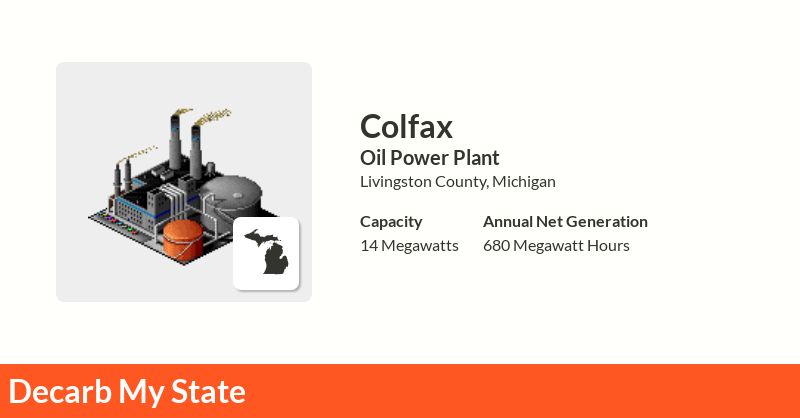 Colfax
Oil Power Plant
Livingston County, Michigan
Capacity
14 Megawatts
Annual Net Generation
680 Megawatt Hours
Decarb My State